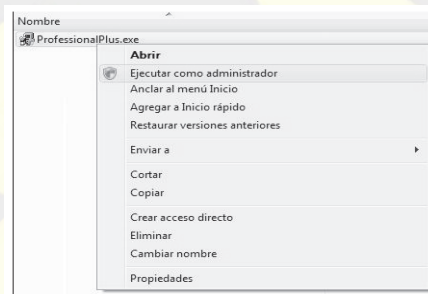 Nombre
ProfessionalPlus.exe
Abrir
Ejecutar como administrador
Anclar al menú Inicio
Agregar a Inicio rápido
Restaurar versiones anteriores
Enviar a
Cortar
Copiar
Crear acceso directo
Eliminar
Cambiar nombre
Propiedades